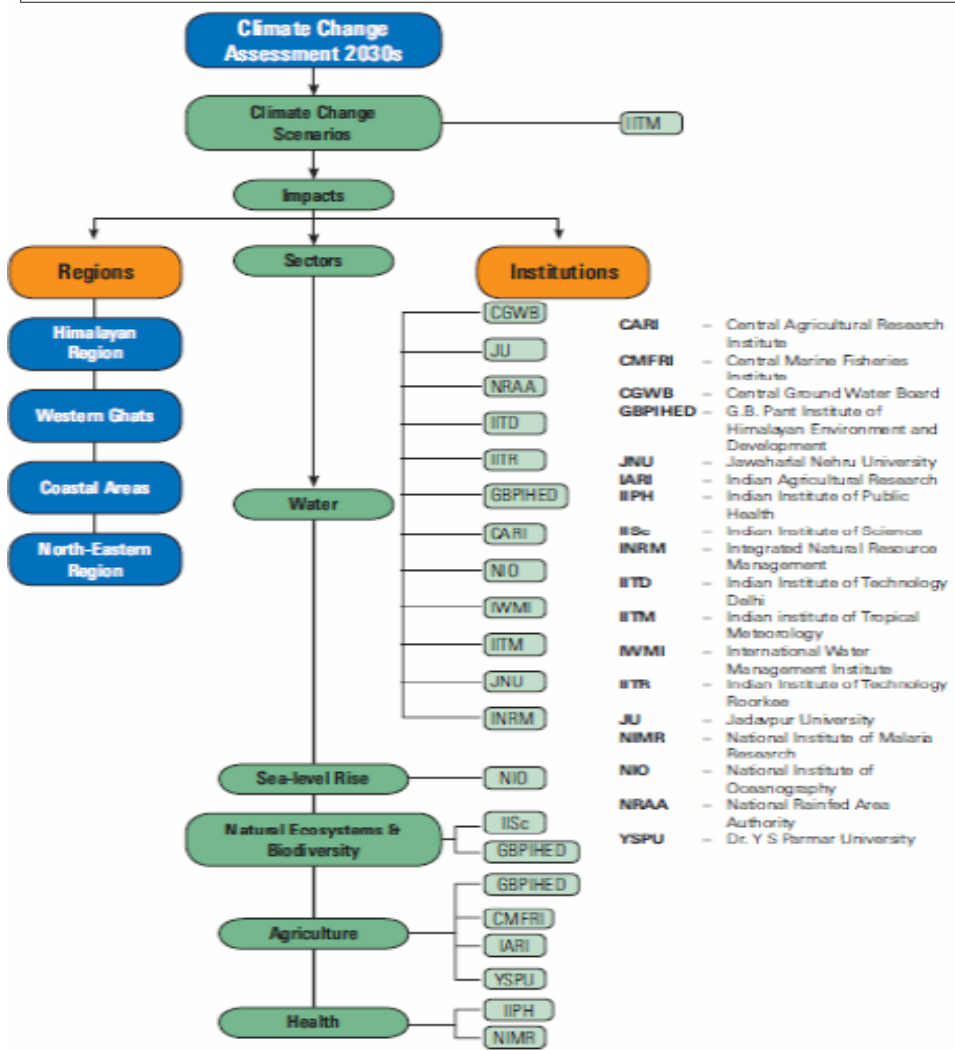 Climate Change
Assessment 2030s
Climate Change
Scenarios
IITM
Impacts
Regions
Sectors
Institutions
Himalayan
Region
Western Ghats
Coastal Areas
North-Eastern
Region
Water
CGWB
JU
NRAA
IITD
IITR
GBPIHED
CARI
NIO
IWMI
IITM
JNU
INRMI
Sea-level Rise
NIO
Natural Ecosystems &
Biodiversity
IISc
GBPIHED
Agriculture
GBPIHED
CMFRI
IARI
YSPU
Health
IIPH
NIMR
CARI – Central Agricultural Research
Institute
CMFRI – Central Marine Fisheries
Institute
CGWB – Central Ground Water Board
GBPIHED – G.B. Pant Institute of
Himalayan Environment and
Development
JNU – Jawaharlal Nehru University
IARI – Indian Agricultural Research
IIPH – Indian Institute of Public
Health
IISc – Indian Institute of Science
INRM – Integrated Natural Resource
Management
IITD – Indian Institute of Technology
Delhi
IITM – Indian institute of Tropical
Meteorology
IWMI – International Water
Management Institute
IITR – Indian Institute of Technology
Roorkee
JU – Jadavpur University
NIMR – National Institute of Malaria
Research
NIO – National Institute of
Oceanography
NRAA – National Rainfed Area
Authority
YSPU – Dr. Y S Parmar University